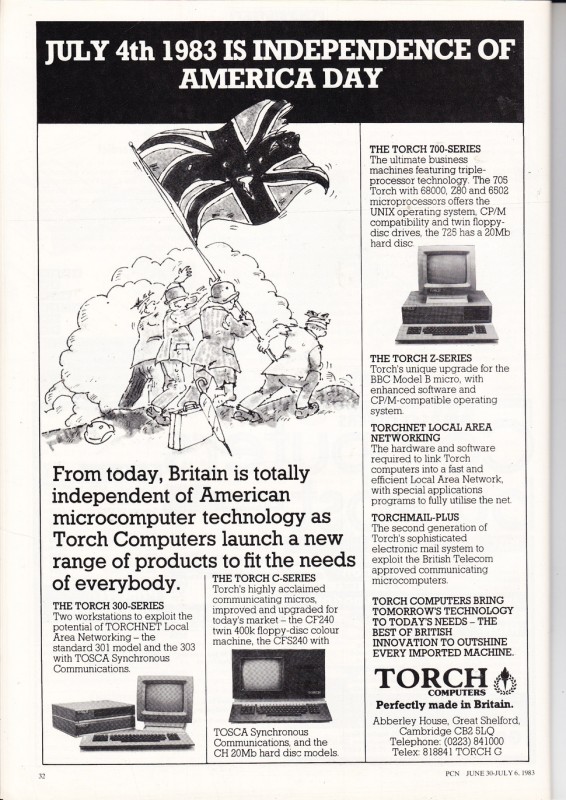 JULY 4th 1983 IS INDEPENDENCE OF
AMERICA DAY
From today, Britain is totally
independent of American
microcomputer technology as
Torch Computers launch a new
range of products to fit the needs
of everybody.
THE TORCH 300-SERIES
Two workstations to exploit the
potential of TORCHNET Local
Area Networking – the
standard 301 model and the 303
with TOSCA Synchronous
Communications.
THE TORCH C-SERIES
Torch's highly acclaimed
communicating micros,
improved and upgraded for
today's market – the CF240
twin 400k floppy-disc colour
machine, the CFS240 with
TOSCA Synchronous
Communications, and the
CH 20Mb hard disc models.
THE TORCH 700-SERIES
The ultimate business
machines featuring triple-
processor technology. The 705
Torch with 68000, Z80 and 6502
microprocessors offers the
UNIX operating system, CP/M
compatibility and twin floppy-
disc drives, the 725 has a 20Mb
hard disc.
THE TORCH Z-SERIES
Torch's unique upgrade for the
BBC Model B micro, with
enhanced software and
CP/M-compatible operating
system.
TORCHNET LOCAL AREA
NETWORKING
The hardware and software
required to link Torch
computers into a fast and
efficient Local Area Network,
with special applications
programs to fully utilise the net.
TORCHMAIL-PLUS
The second generation of
Torch's sophisticated
electronic mail system to
exploit the British Telecom
approved communicating
microcomputers.
TORCH COMPUTERS BRING
TOMORROW'S TECHNOLOGY
TO TODAY'S NEEDS – THE
BEST OF BRITISH
INNOVATION TO OUTSHINE
EVERY IMPORTED MACHINE.
TORCH
COMPUTERS
Perfectly made in Britain.
Abberley House, Great Shelford,
Cambridge CB2 5LQ
Telephone: (0223) 841000
Telex: 818841 TORCH G
32
PCN JUNE 30-JULY 6, 1983